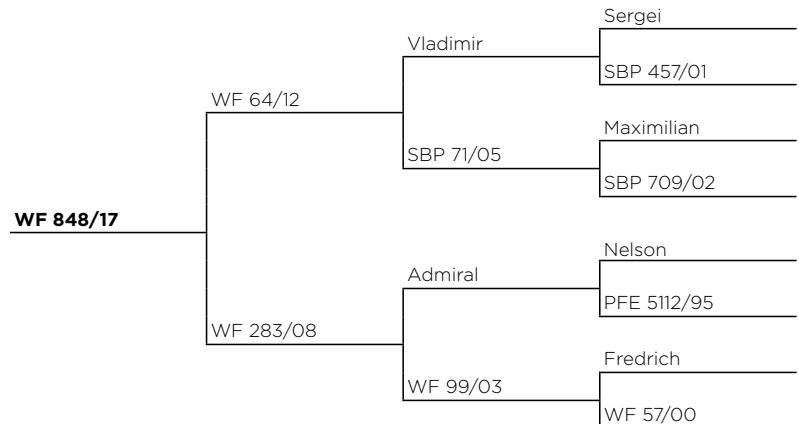 Sergei
Vladimir
SBP 457/01
WF 64/12
Maximilian
SBP 71/05
SBP 709/02
WF 848/17
Nelson
Admiral
PFE 5112/95
WF 283/08
Fredrich
WF 99/03
WF 57/00